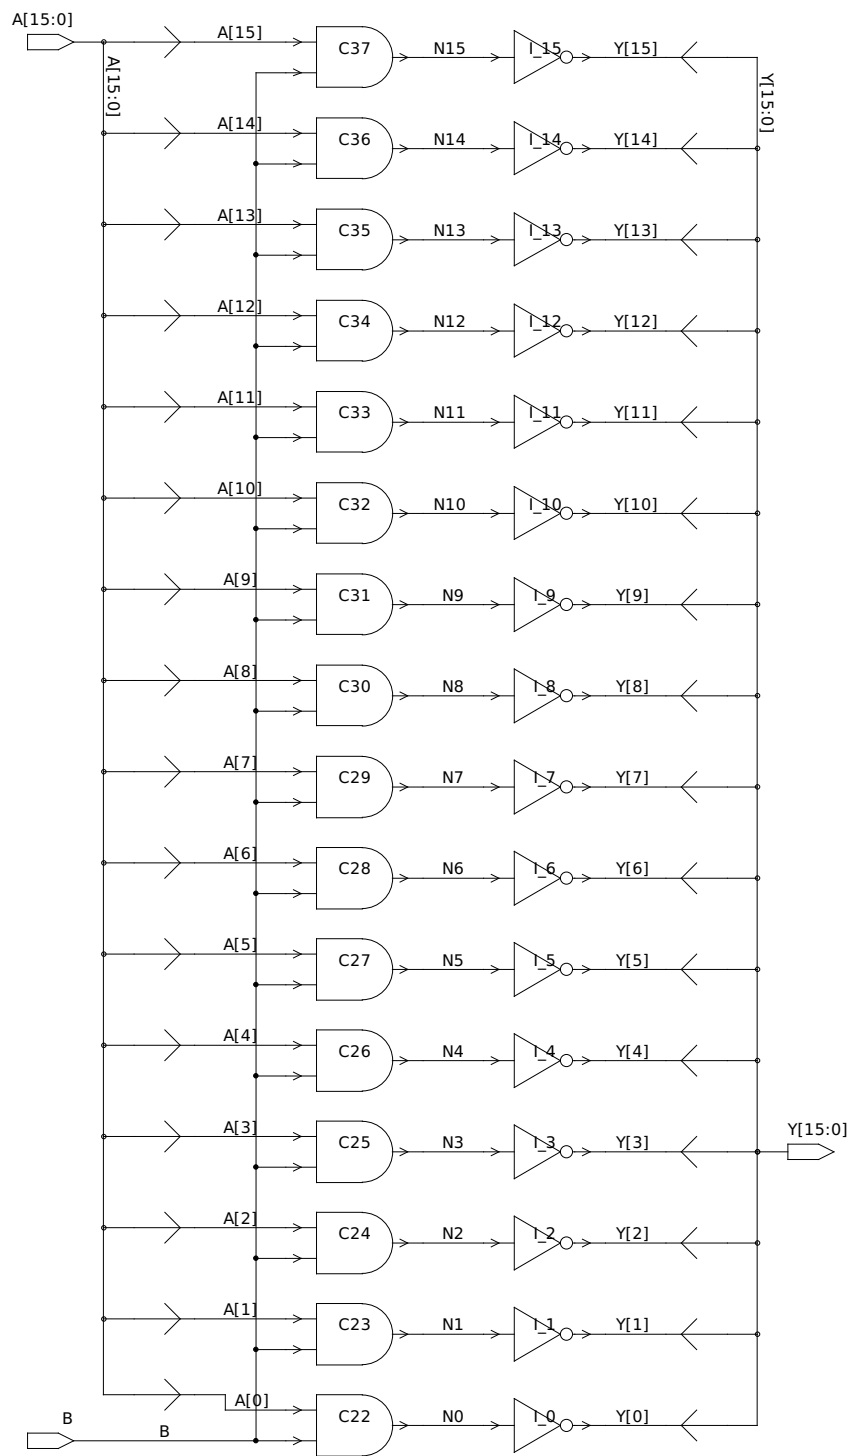 A[15:0]
A[15:0]
Y[15:0]
A[15] C37 N15 I_15 Y[15]
A[14] C36 N14 I_14 Y[14]
A[13] C35 N13 I_13 Y[13]
A[12] C34 N12 I_12 Y[12]
A[11] C33 N11 I_11 Y[11]
A[10] C32 N10 I_10 Y[10]
A[9] C31 N9 I_9 Y[9]
A[8] C30 N8 I_8 Y[8]
A[7] C29 N7 I_7 Y[7]
A[6] C28 N6 I_6 Y[6]
A[5] C27 N5 I_5 Y[5]
A[4] C26 N4 I_4 Y[4]
A[3] C25 N3 I_3 Y[3] Y[15:0]
A[2] C24 N2 I_2 Y[2]
A[1] C23 N1 I_1 Y[1]
A[0] C22 N0 I_0 Y[0]
B B